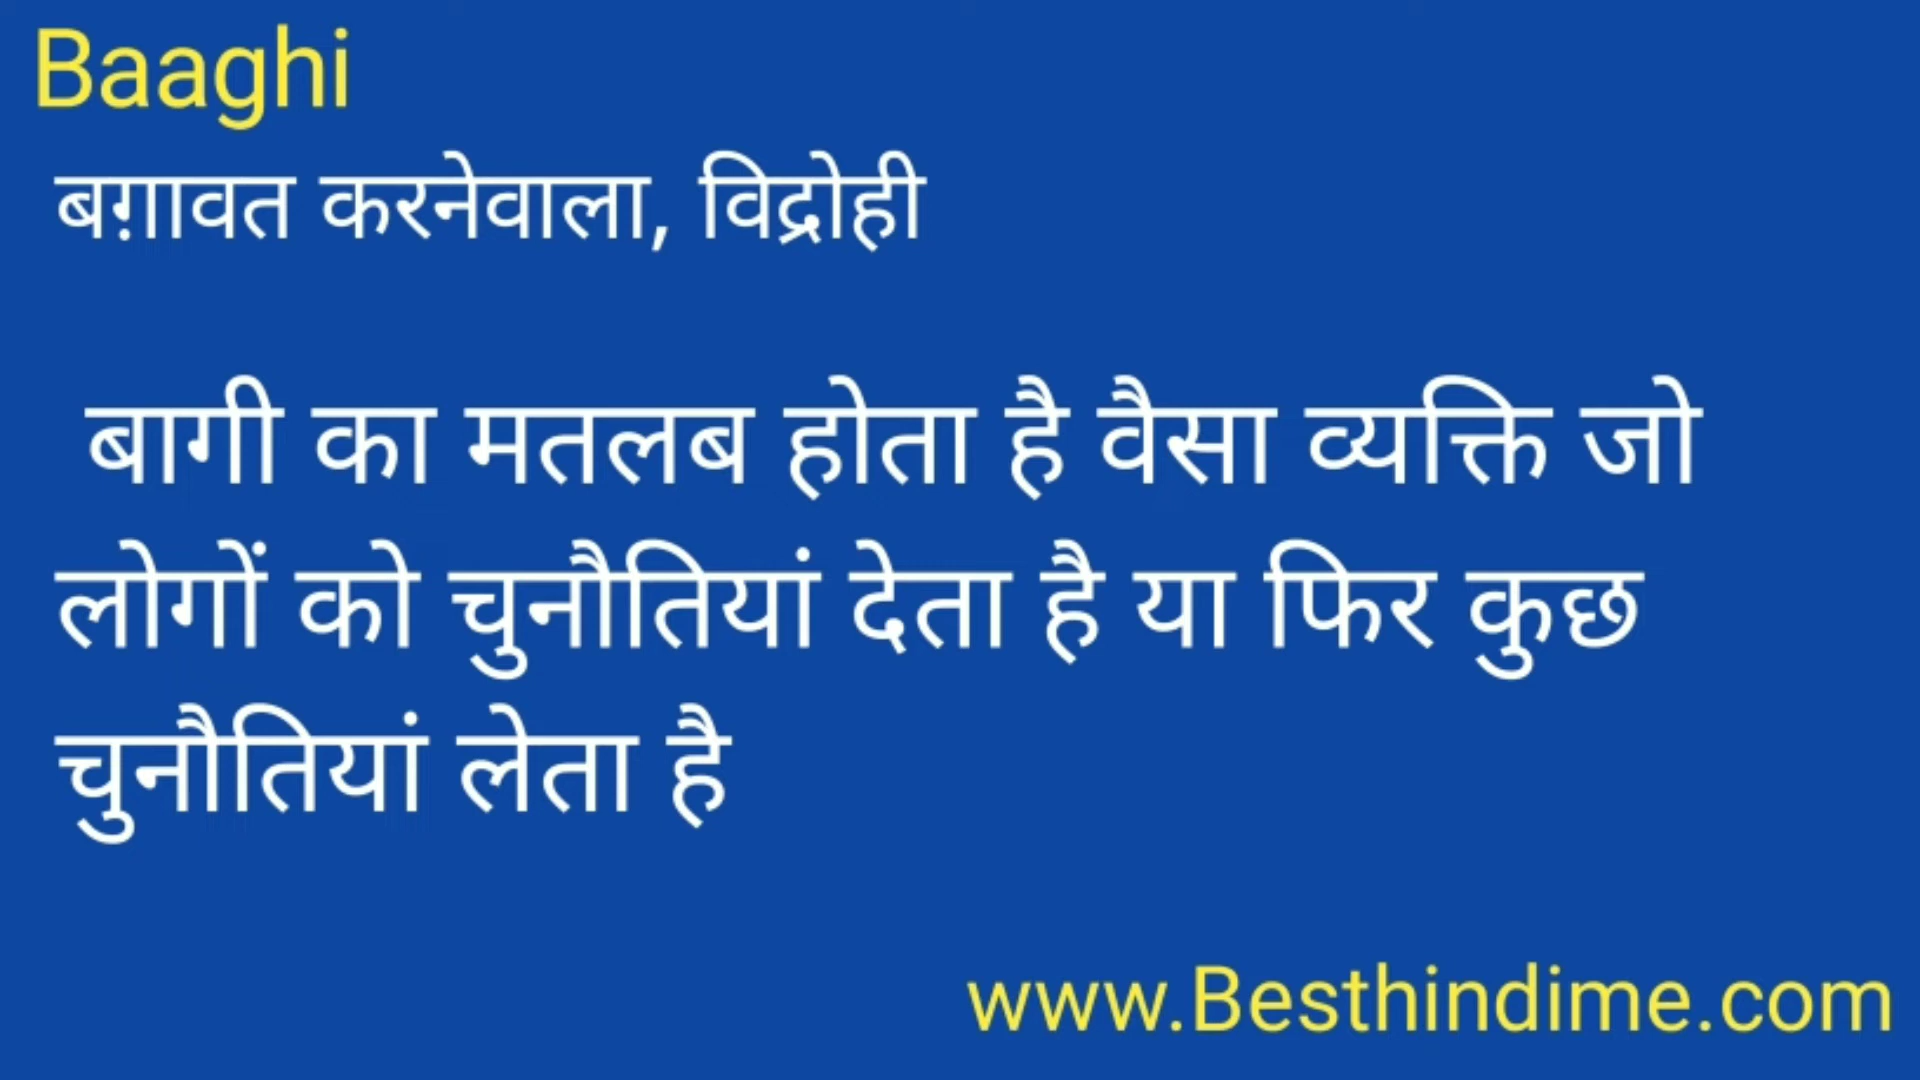 Baaghi
बग़ावत करनेवाला, विद्रोही
बागी का मतलब होता है वैसा व्यक्ति जो
लोगों को चुनौतियां देता है या फिर कुछ
चुनौतियां लेता है
www.Besthindime.com